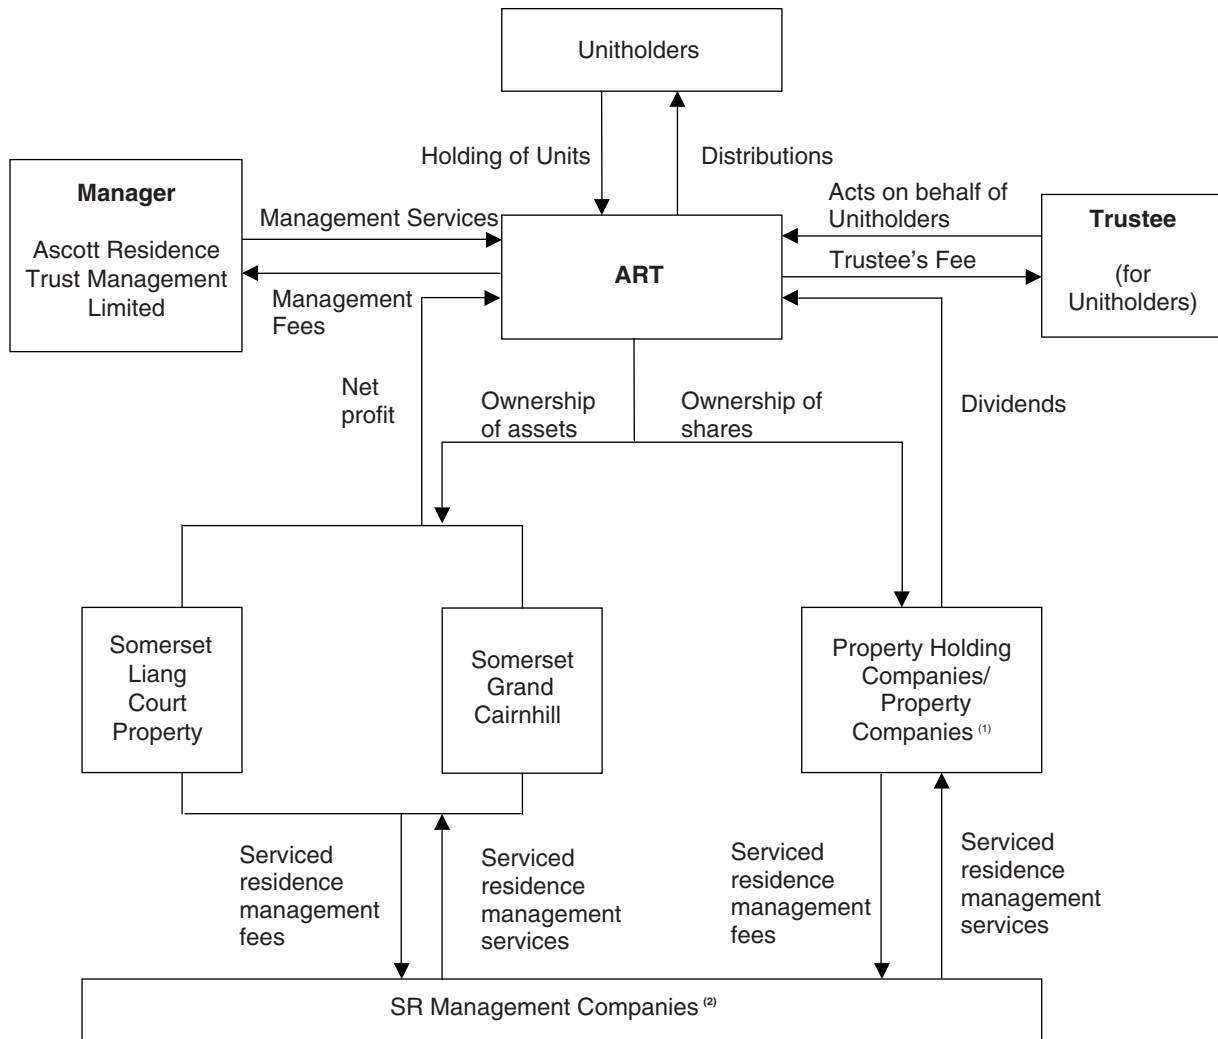 Unitholders
Holding of Units
Distributions
Manager
Ascott Residence
Trust Management
Limited
Management Services
Management
Fees
ART
Acts on behalf of
Unitholders
Trustee's Fee
Trustee
(for
Unitholders)
Net
profit
Ownership
of assets
Ownership of
shares
Dividends
Somerset
Liang
Court
Property
Somerset
Grand
Cairnhill
Property Holding
Companies/
Property
Companies (1)
Serviced
residence
management
fees
Serviced
residence
management
services
Serviced
residence
management
fees
Serviced
residence
management
services
SR Management Companies (2)